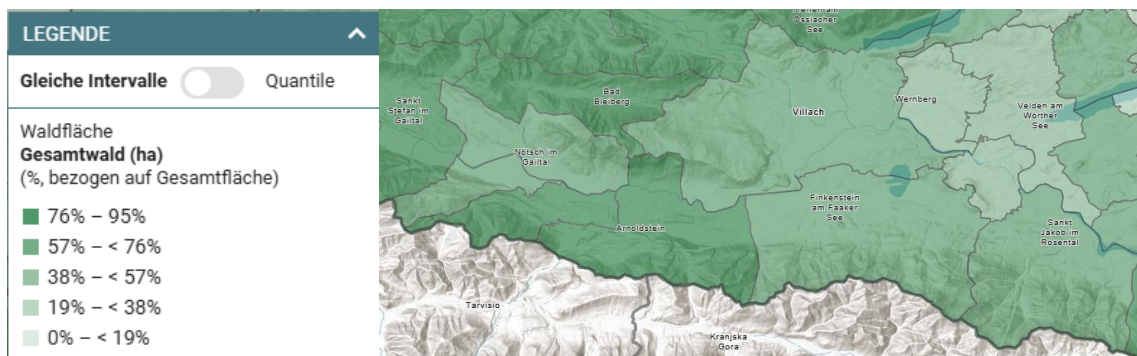 LEGENDE
Gleiche Intervalle
Quantile
Waldfläche
Gesamtwald (ha)
(%, bezogen auf Gesamtfläche)
76% – 95%
57% – < 76%
38% – < 57%
19% – < 38%
0% – < 19%
Ossiacher
See
Sankt
Stefan im
Gailtal
Bad
Bleiberg
Villach
Wernberg
Velden am
Wörther
See
Nötsch im
Gailtal
Finkenstein
am Faaker
See
Arnoldstein
Sankt
Jakob im
Rosental
Tarvisio
Kranjska
Gora